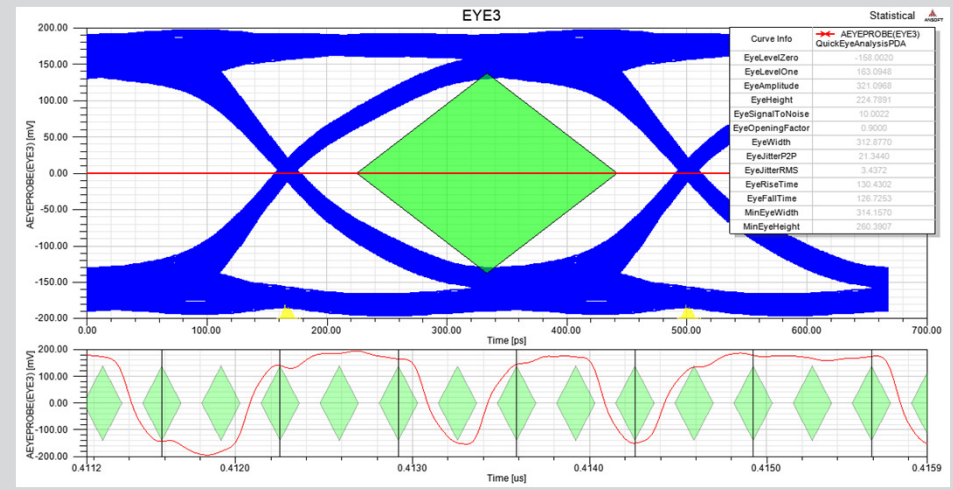 EYE3
Statistical
ANSOFT
Curve Info
AEYEPROBE(EYE3)
QuickEyeAnalysisPDA
EyeLevelZero -158.0020
EyeLevelOne 163.0948
EyeAmplitude 321.0968
EyeHeight 224.7891
EyeSignalToNoise 10.0022
EyeOpeningFactor 0.9000
EyeWidth 312.8770
EyeJitterP2P 21.3440
EyeJitterRMS 3.4372
EyeRiseTime 130.4302
EyeFallTime 126.7253
MinEyeWidth 314.1570
MinEyeHeight 260.3907
AEYEPROBE(EYE3) [mV]
200.00
150.00
100.00
50.00
0.00
-50.00
-100.00
-150.00
-200.00
0.00 100.00 200.00 300.00 400.00 500.00 600.00 700.00
Time [ps]
AEYEPROBE(EYE3) [mV]
200.00
100.00
0.00
-100.00
-200.00
0.4112 0.4120 0.4130 0.4140 0.4150 0.4159
Time [us]